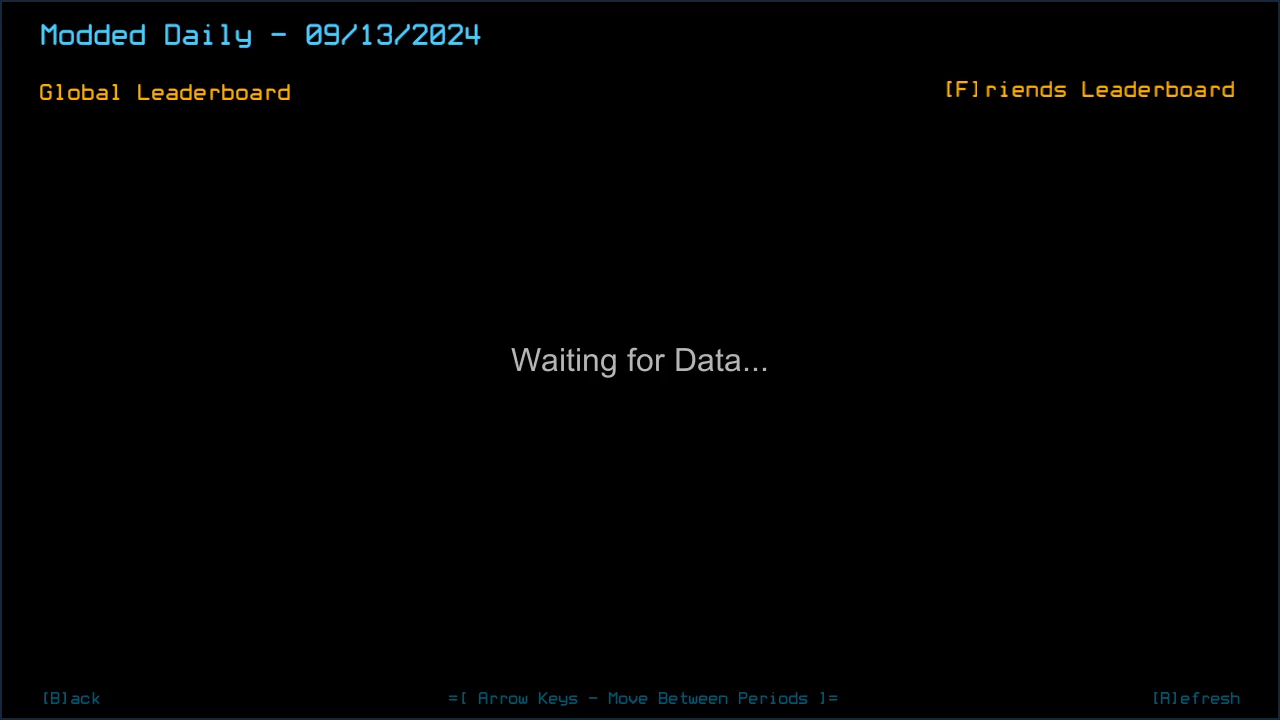 Modded Daily - 09/13/2024
Global Leaderboard
[F]riends Leaderboard
Waiting for Data...
[B]ack
=[ Arrow Keys - Move Between Periods ]=
[R]efresh